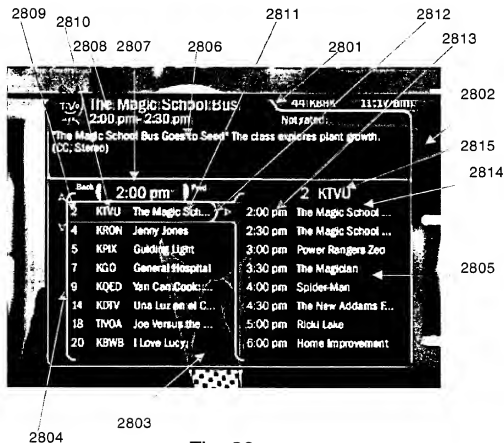 2809
2810
2808
2807
2806
2811
2801
2812
2813
TiVo The Magic School Bus 44 KBHK
2:00 pm - 2:30 pm Not rated
"The Magic School Bus Goes to Seed" The class explores plant growth.
(CC, Stereo)
2802
2815
2814
Back 2:00 pm Fwd 2 KTVU
2 KTVU The Magic Sch... 2:00 pm The Magic School ...
4 KRON Jenny Jones 2:30 pm The Magic School ...
5 KPIX Guiding Light 3:00 pm Power Rangers Zeo
7 KGO General Hospital 3:30 pm The Magician
9 KQED Yan Can Cook: ... 4:00 pm Spider-Man
14 KDTV Una Luz en el C... 4:30 pm The New Addams F...
18 TIVOA Joe Versus the ... 5:00 pm Ricki Lake
20 KBWB I Love Lucy 6:00 pm Home Improvement
2805
2803
2804